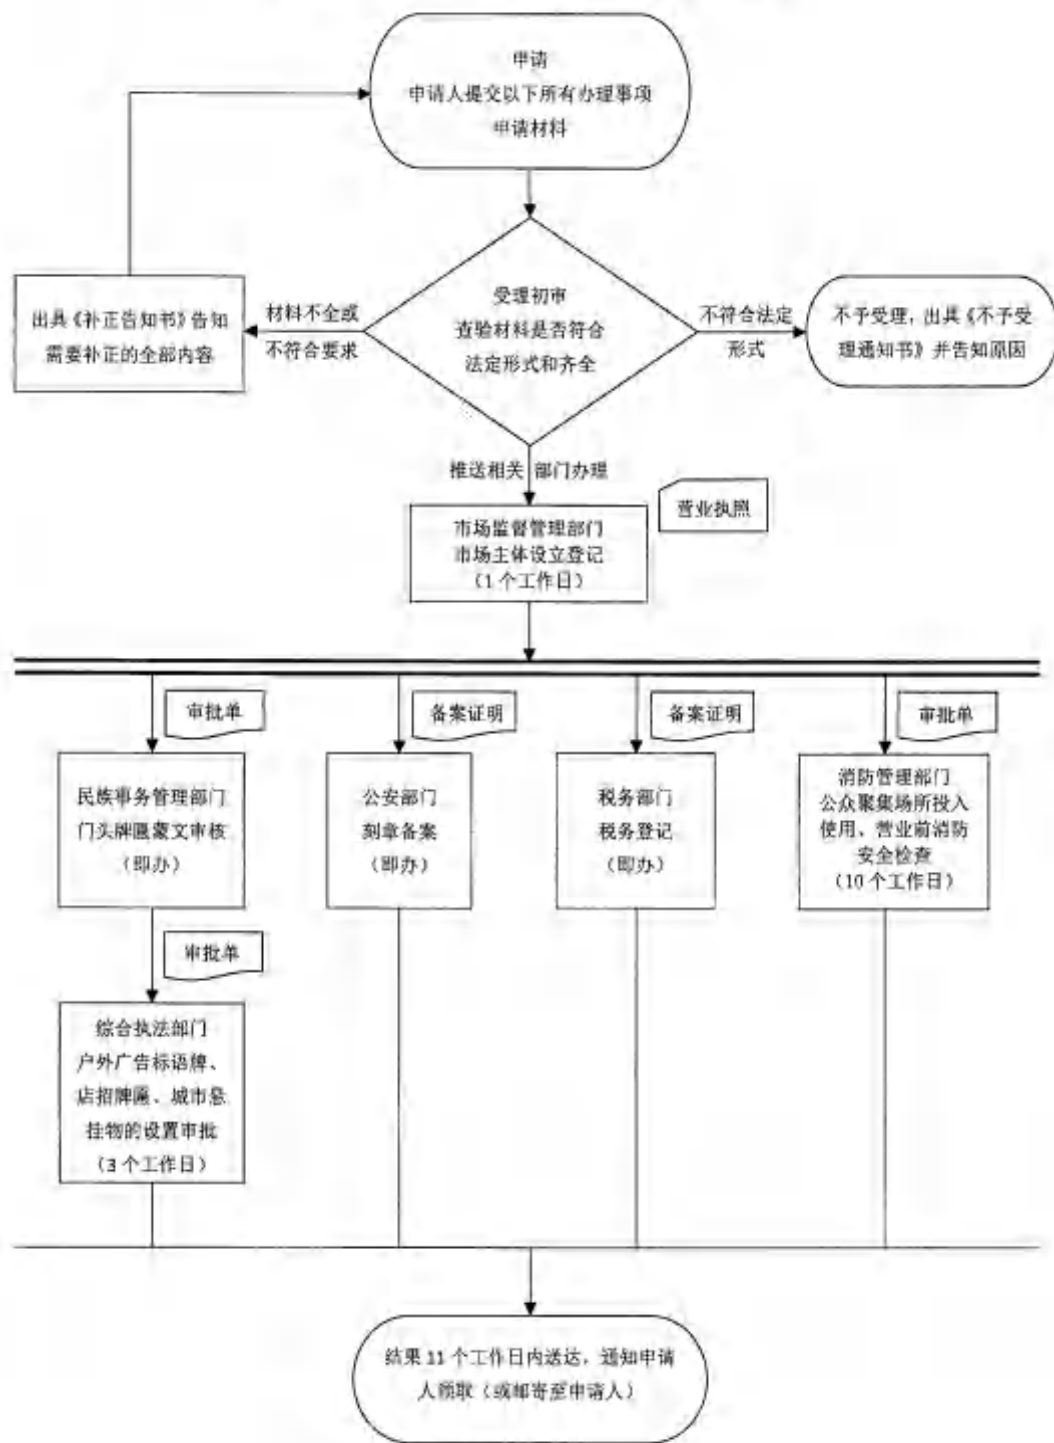 申请
申请人提交以下所有办理事项
申请材料
出具《补正告知书》告知
需要补正的全部内容
材料不全或
不符合要求
受理初审
查验材料是否符合
法定形式和齐全
不符合法定
形式
不予受理，出具《不予受
理通知书》并告知原因
推送相关 部门办理
营业执照
市场监督管理部门
市场主体设立登记
（1 个工作日）
审批单
备案证明
备案证明
审批单
民族事务管理部门
门头牌匾蒙文审核
（即办）
公安部门
刻章备案
（即办）
税务部门
税务登记
（即办）
消防管理部门
公众聚集场所投入
使用、营业前消防
安全检查
（10 个工作日）
审批单
综合执法部门
户外广告标语牌、
店招牌匾、城市悬
挂物的设置审批
（3 个工作日）
结果 11 个工作日内送达，通知申请
人领取（或邮寄至申请人）